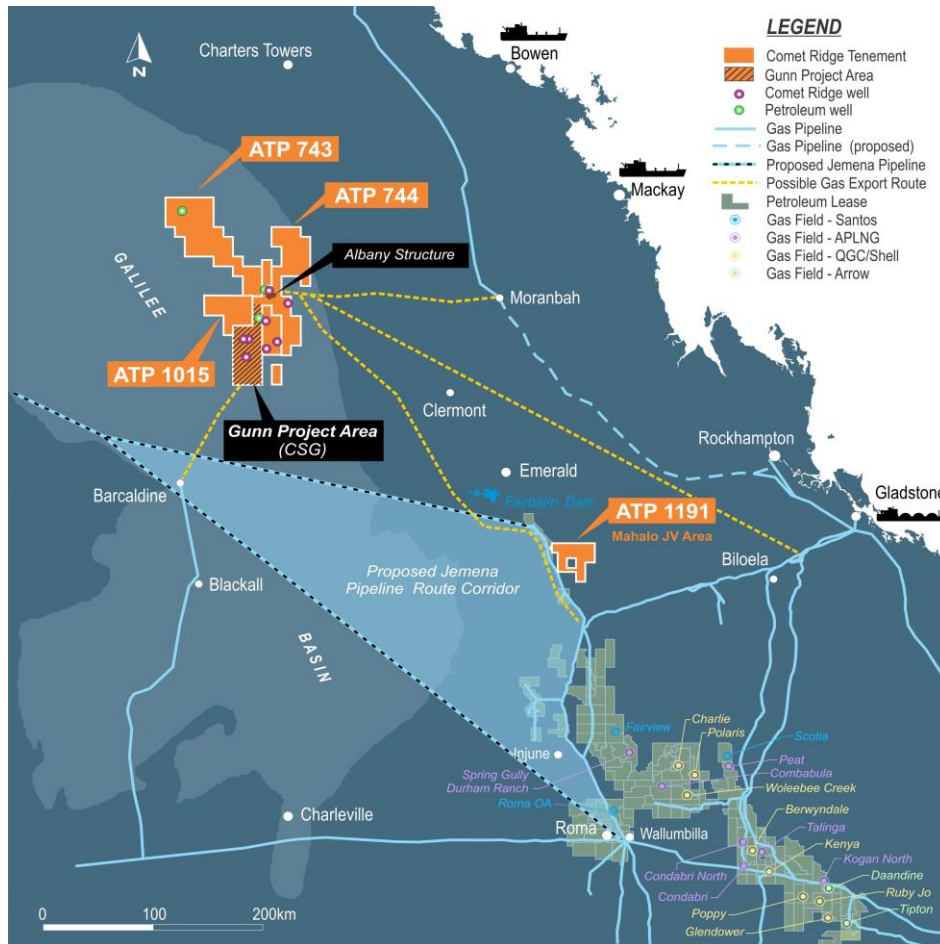 LEGEND
Comet Ridge Tenement
Gunn Project Area
Comet Ridge well
Petroleum well
Gas Pipeline
Gas Pipeline (proposed)
Proposed Jemena Pipeline
Possible Gas Export Route
Petroleum Lease
Gas Field - Santos
Gas Field - APLNG
Gas Field - QGC/Shell
Gas Field - Arrow
N
Charters Towers
Bowen
Mackay
ATP 743
ATP 744
Albany Structure
GALILEE
Moranbah
ATP 1015
Clermont
Gunn Project Area
(CSG)
Rockhampton
Emerald
Barcaldine
Fairbairn Dam
Gladstone
ATP 1191
Mahalo JV Area
Biloela
Proposed Jemena
Pipeline Route Corridor
Blackall
BASIN
Fairview
Charlie
Polaris
Scotia
Injune
Peat
Spring Gully
Combabula
Durham Ranch
Woleebee Creek
Roma OA
Berwyndale
Charleville
Roma
Wallumbilla
Talinga
Kenya
Condabri North
Kogan North
Daandine
Condabri
Ruby Jo
Poppy
Tipton
Glendower
0 100 200km